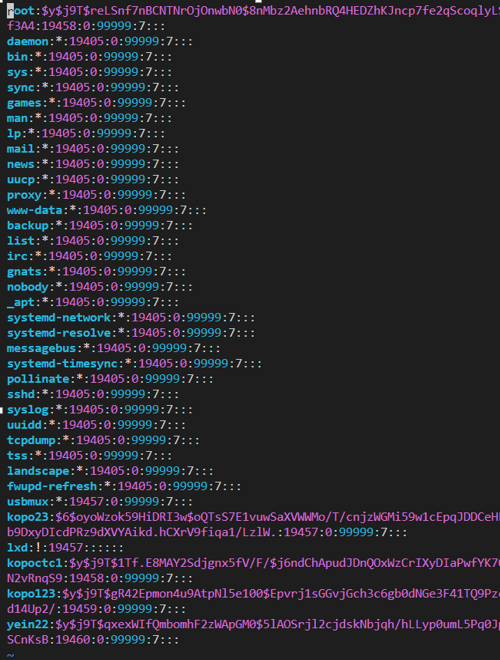 root:$y$j9T$reLSnf7nBCNTNrOjOnwbN0$8nMbz2AehnbRQ4HEDZhKJncp7fe2qScoqlyLS
f3A4:19458:0:99999:7:::
daemon:*:19405:0:99999:7:::
bin:*:19405:0:99999:7:::
sys:*:19405:0:99999:7:::
sync:*:19405:0:99999:7:::
games:*:19405:0:99999:7:::
man:*:19405:0:99999:7:::
lp:*:19405:0:99999:7:::
mail:*:19405:0:99999:7:::
news:*:19405:0:99999:7:::
uucp:*:19405:0:99999:7:::
proxy:*:19405:0:99999:7:::
www-data:*:19405:0:99999:7:::
backup:*:19405:0:99999:7:::
list:*:19405:0:99999:7:::
irc:*:19405:0:99999:7:::
gnats:*:19405:0:99999:7:::
nobody:*:19405:0:99999:7:::
_apt:*:19405:0:99999:7:::
systemd-network:*:19405:0:99999:7:::
systemd-resolve:*:19405:0:99999:7:::
messagebus:*:19405:0:99999:7:::
systemd-timesync:*:19405:0:99999:7:::
pollinate:*:19405:0:99999:7:::
sshd:*:19405:0:99999:7:::
syslog:*:19405:0:99999:7:::
uuidd:*:19405:0:99999:7:::
tcpdump:*:19405:0:99999:7:::
tss:*:19405:0:99999:7:::
landscape:*:19405:0:99999:7:::
fwupd-refresh:*:19405:0:99999:7:::
usbmux:*:19457:0:99999:7:::
kopo23:$6$oyoWzok59HiDRI3w$oQTsS7E1vuwSaXVWWMo/T/cnjzWGMi59w1cEpqJDDCeH
b9DxyDIcdPRz9dXVYAikd.hCXrV9fiqa1/LzlW.:19457:0:99999:7:::
lxd:!:19457::::::
kopoctc1:$y$j9T$1Tf.E8MAY2Sdjgnx5fV/F/$j6ndChApudJDnQOxWzCrIXyDIaPwfYK7
N2vRnqS9:19458:0:99999:7:::
kopo123:$y$j9T$gR42Epmon4u9AtpNl5e100$Epvrj1sGGvjGch3c6gb0dNGe3F41TQ9Pz
d14Up2/:19459:0:99999:7:::
yein22:$y$j9T$qxexWIfQmbomhF2zWApGM0$5lAOSrjl2cjdskNbjqh/hLLyp0umL5Pq0J
SCnKsB:19460:0:99999:7:::
~